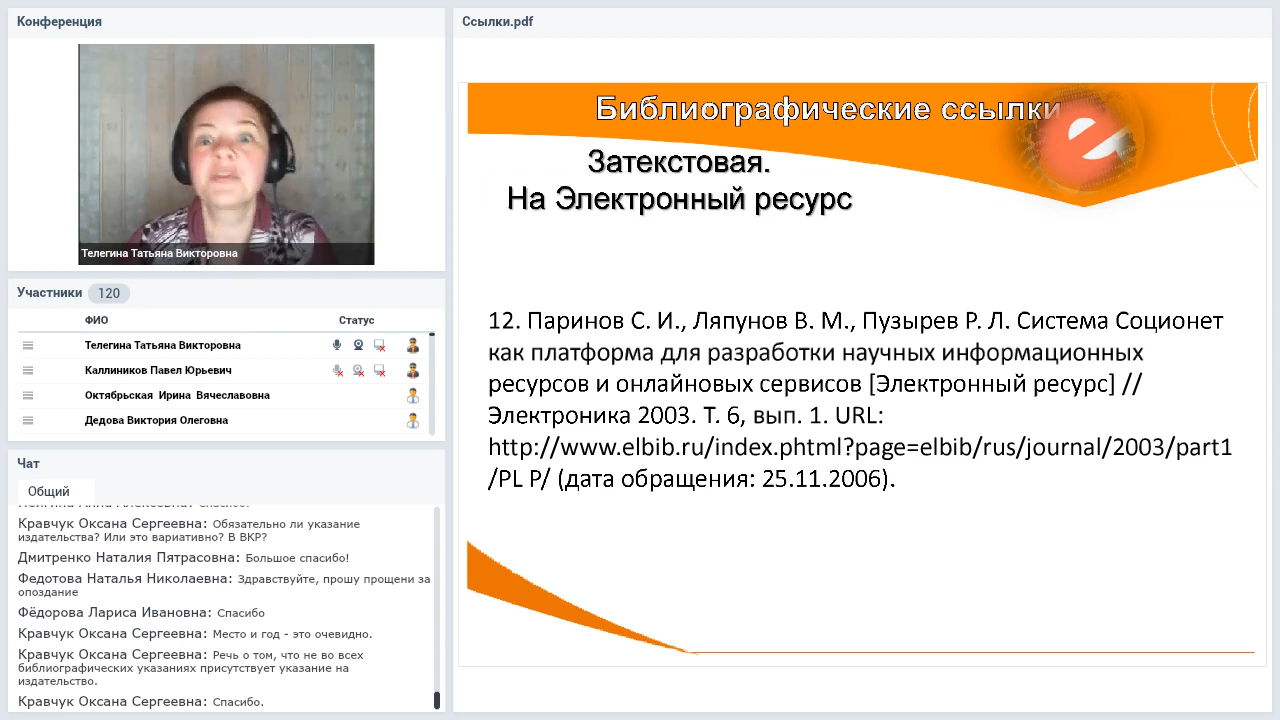 Конференция
Телегина Татьяна Викторовна
Участники 120
ФИО Статус
Телегина Татьяна Викторовна
Каллиников Павел Юрьевич
Октябрьская Ирина Вячеславовна
Дедова Виктория Олеговна
Чат
Общий
Кравчук Оксана Сергеевна: Обязательно ли указание
издательства? Или это вариативно? В ВКР?
Дмитренко Наталия Пятрасовна: Большое спасибо!
Федотова Наталья Николаевна: Здравствуйте, прошу прощени за
опоздание
Фёдорова Лариса Ивановна: Спасибо
Кравчук Оксана Сергеевна: Место и год - это очевидно.
Кравчук Оксана Сергеевна: Речь о том, что не во всех
библиографических указаниях присутствует указание на
издательство.
Кравчук Оксана Сергеевна: Спасибо.
Ссылки.pdf
Библиографические ссылки
Затекстовая.
На Электронный ресурс
12. Паринов С. И., Ляпунов В. М., Пузырев Р. Л. Система Соционет
как платформа для разработки научных информационных
ресурсов и онлайновых сервисов [Электронный ресурс] //
Электроника 2003. Т. 6, вып. 1. URL:
http://www.elbib.ru/index.phtml?page=elbib/rus/journal/2003/part1
/PL P/ (дата обращения: 25.11.2006).